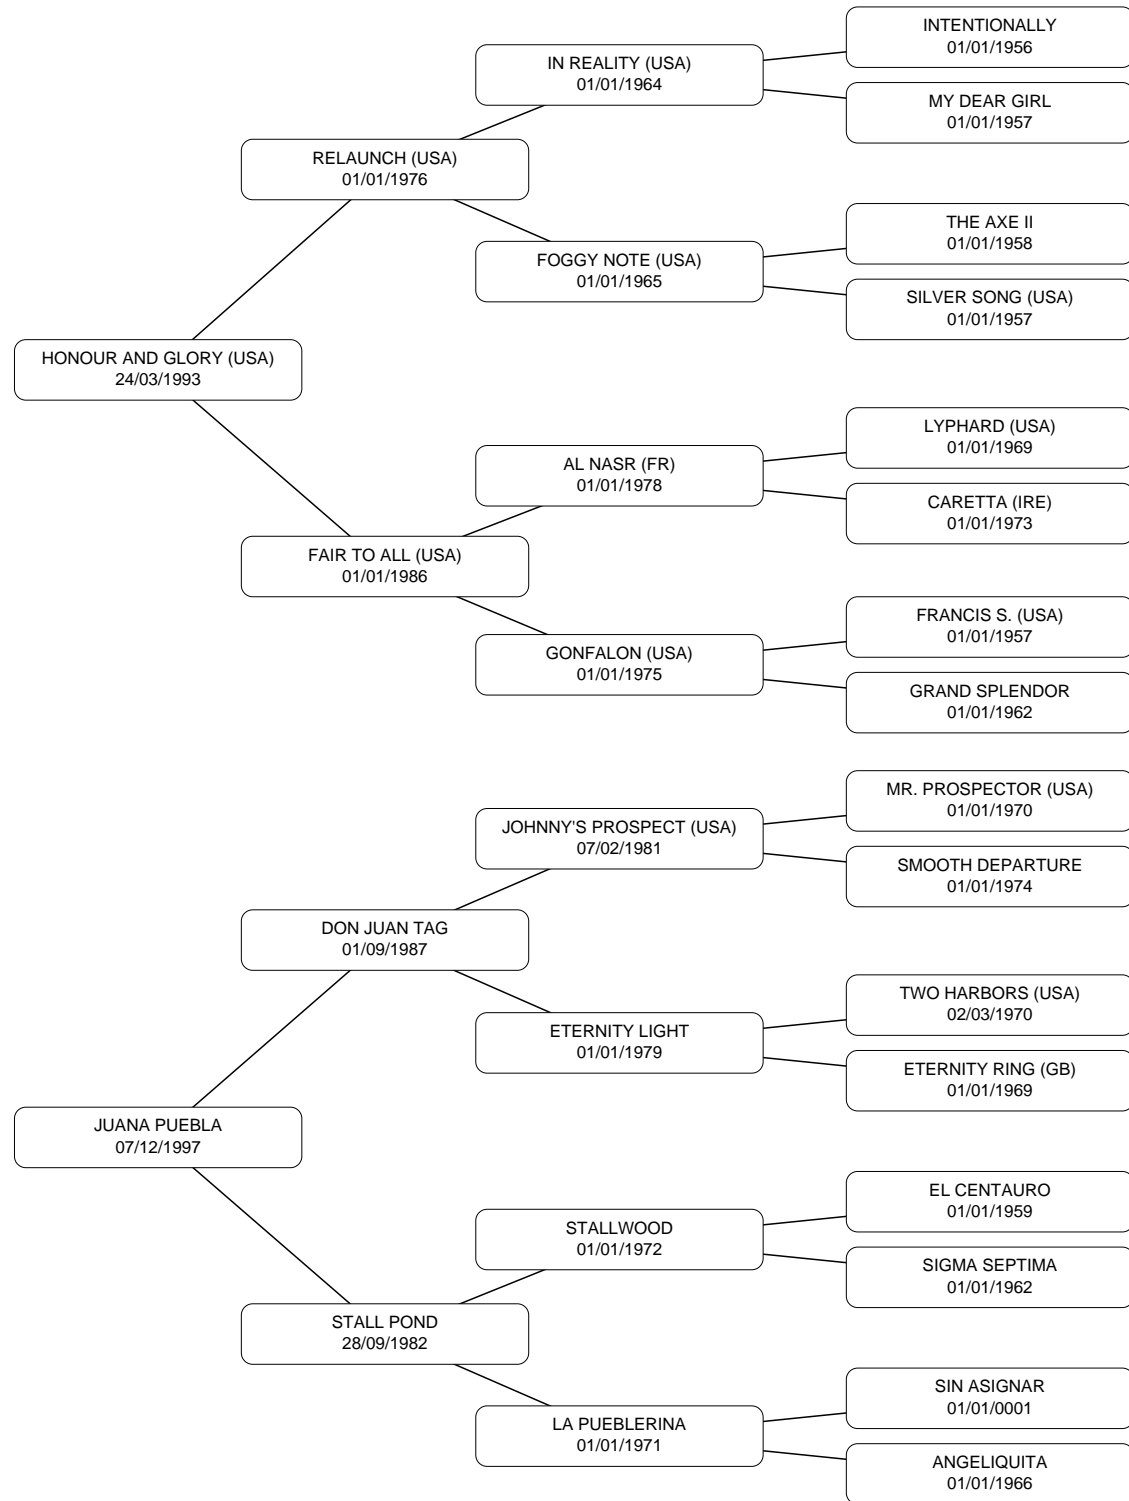 INTENTIONALLY
01/01/1956
IN REALITY (USA)
01/01/1964
MY DEAR GIRL
01/01/1957
RELAUNCH (USA)
01/01/1976
THE AXE II
01/01/1958
FOGGY NOTE (USA)
01/01/1965
SILVER SONG (USA)
01/01/1957
HONOUR AND GLORY (USA)
24/03/1993
LYPHARD (USA)
01/01/1969
AL NASR (FR)
01/01/1978
CARETTA (IRE)
01/01/1973
FAIR TO ALL (USA)
01/01/1986
FRANCIS S. (USA)
01/01/1957
GONFALON (USA)
01/01/1975
GRAND SPLENDOR
01/01/1962
MR. PROSPECTOR (USA)
01/01/1970
JOHNNY'S PROSPECT (USA)
07/02/1981
SMOOTH DEPARTURE
01/01/1974
DON JUAN TAG
01/09/1987
TWO HARBORS (USA)
02/03/1970
ETERNITY LIGHT
01/01/1979
ETERNITY RING (GB)
01/01/1969
JUANA PUEBLA
07/12/1997
EL CENTAURO
01/01/1959
STALLWOOD
01/01/1972
SIGMA SEPTIMA
01/01/1962
STALL POND
28/09/1982
SIN ASIGNAR
01/01/0001
LA PUEBLERINA
01/01/1971
ANGELIQUITA
01/01/1966